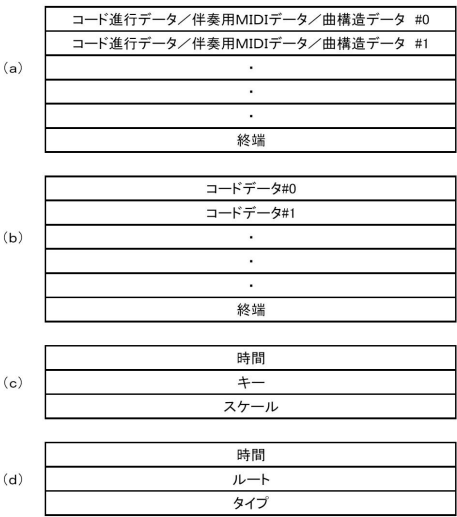 コード進行データ／伴奏用MIDIデータ／曲構造データ #0
コード進行データ／伴奏用MIDIデータ／曲構造データ #1
(a)
・
・
・
終端
コードデータ#0
コードデータ#1
(b)
・
・
・
終端
時間
(c)
キー
スケール
時間
(d)
ルート
タイプ